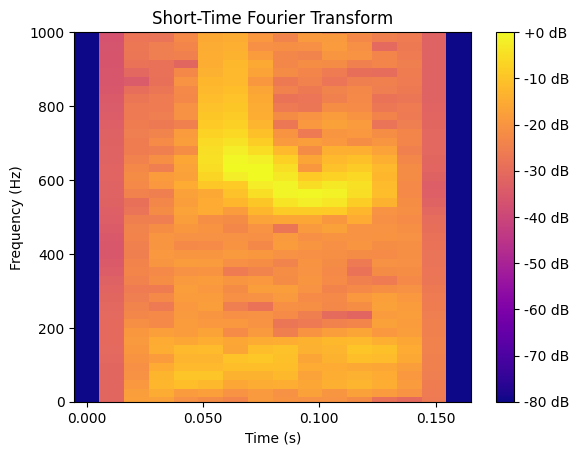 Short-Time Fourier Transform
1000
800
600
400
200
0
Frequency (Hz)
0.000
0.050
0.100
0.150
Time (s)
+0 dB
-10 dB
-20 dB
-30 dB
-40 dB
-50 dB
-60 dB
-70 dB
-80 dB